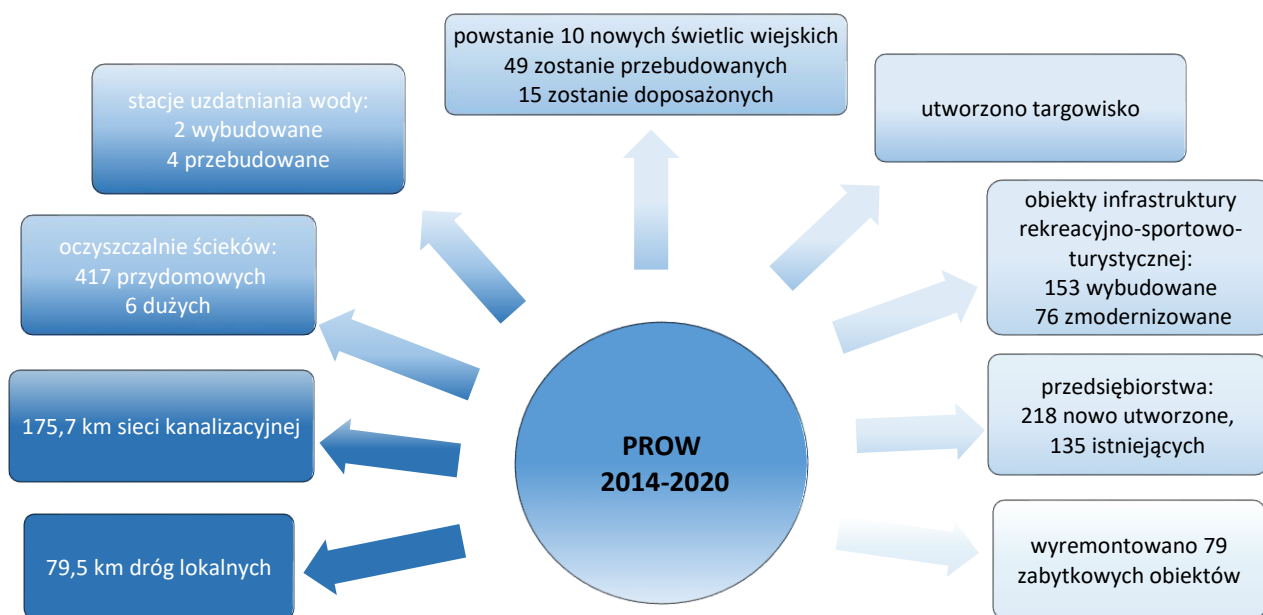 powstanie 10 nowych świetlic wiejskich
49 zostanie przebudowanych
15 zostanie doposażonych
stacje uzdatniania wody:
2 wybudowane
4 przebudowane
utworzono targowisko
oczyszczalnie ścieków:
417 przydomowych
6 dużych
obiekty infrastruktury
rekreacyjno-sportowo-
turystycznej:
153 wybudowane
76 zmodernizowane
175,7 km sieci kanalizacyjnej
przedsiębiorstwa:
218 nowo utworzone,
135 istniejących
PROW
2014-2020
79,5 km dróg lokalnych
wyremontowano 79
zabytkowych obiektów